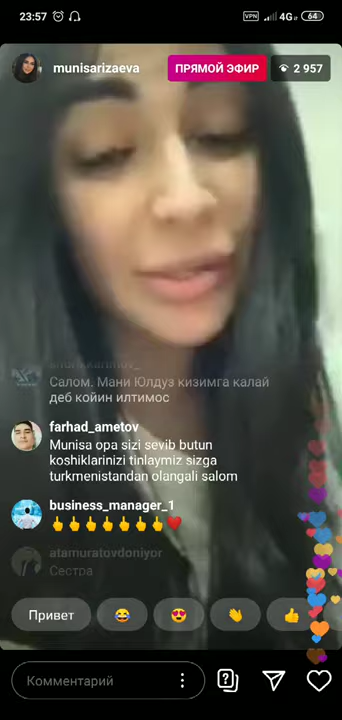 23:57
VPN 4G 64
munisarizaeva
ПРЯМОЙ ЭФИР
2 957
Салом. Мани Юлдуз кизимга калай
деб койин илтимос
farhad_ametov
Munisa opa sizi sevib butun
koshiklarinizi tinlaymiz sizga
turkmenistandan olangali salom
business_manager_1
atamuratovdoniyor
Сестра
Привет
Комментарий